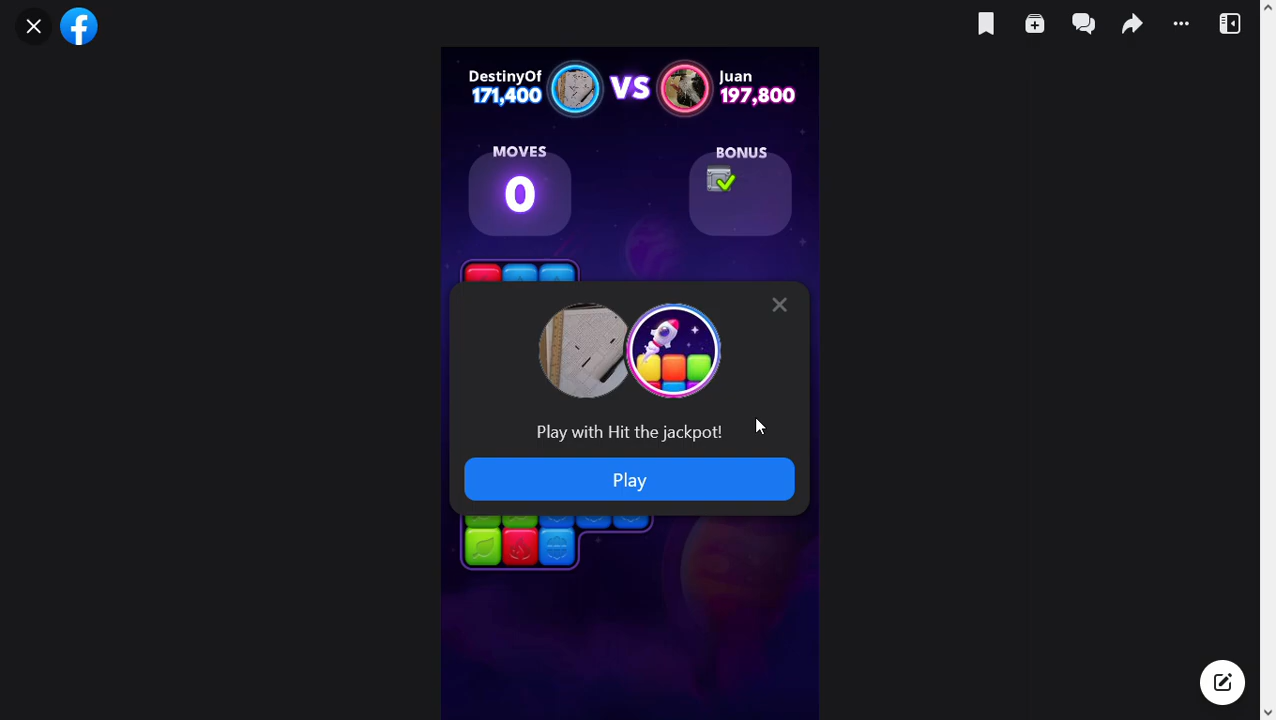 DestinyOf
171,400
VS
Juan
197,800
MOVES
0
BONUS
Play with Hit the jackpot!
Play